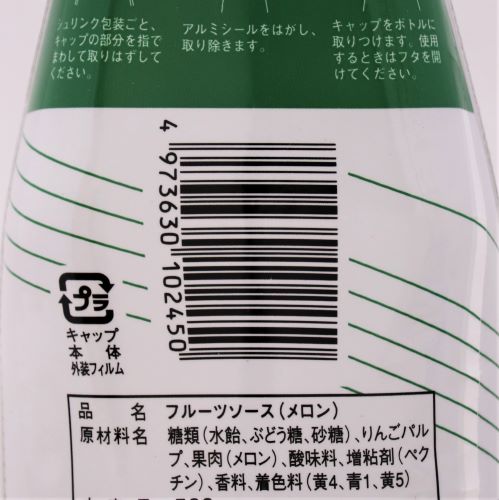 シュリンク包装ごと、
キャップの部分を指で
まわして取りはずして
ください。
アルミシールをはがし、
取り除きます。
キャップをボトルに
取りつけます。使用
するときはフタを開
けてください。
4 973630 102450
プラ
キャップ
本体
外装フィルム
品名 フルーツソース(メロン)
原材料名 糖類(水飴、ぶどう糖、砂糖)、りんごパル
プ、果肉(メロン)、酸味料、増粘剤(ペク
チン)、香料、着色料(黄4、青1、黄5)